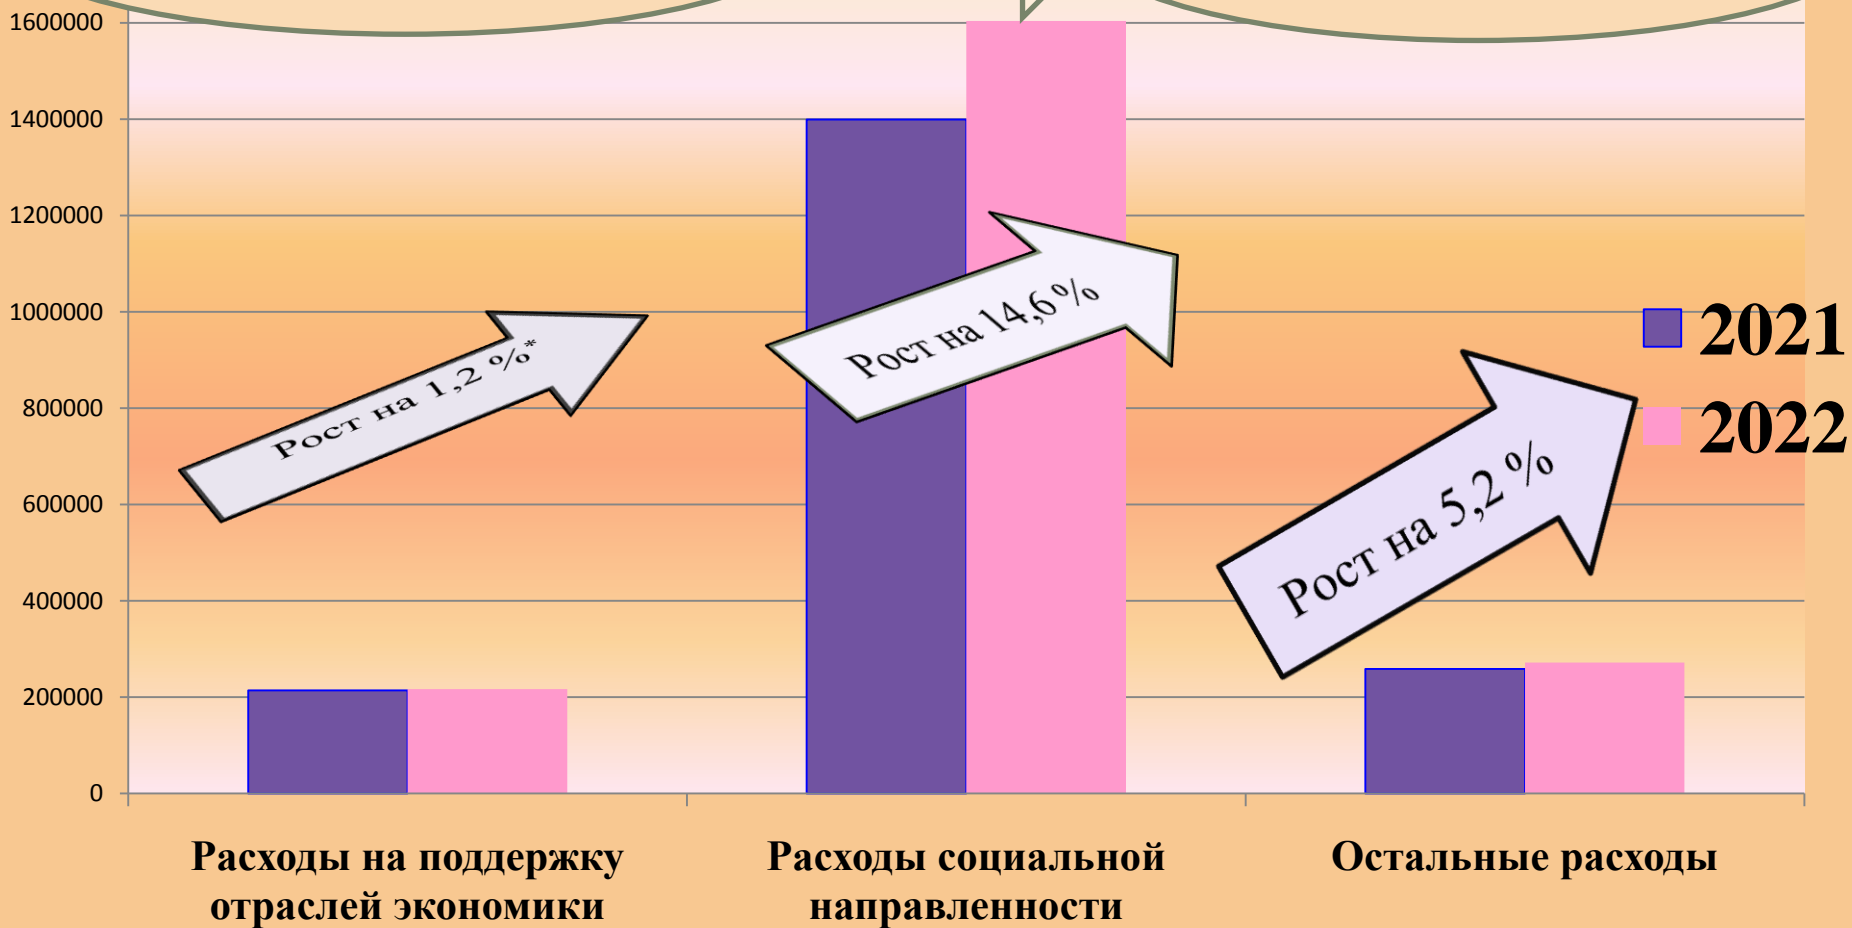 1600000
1400000
1200000
1000000
800000
600000
400000
200000
0
Рост на 1,2 %*
Рост на 14,6%
Рост на 5,2 %
2021
2022
Расходы на поддержку
отраслей экономики
Расходы социальной
направленности
Остальные расходы